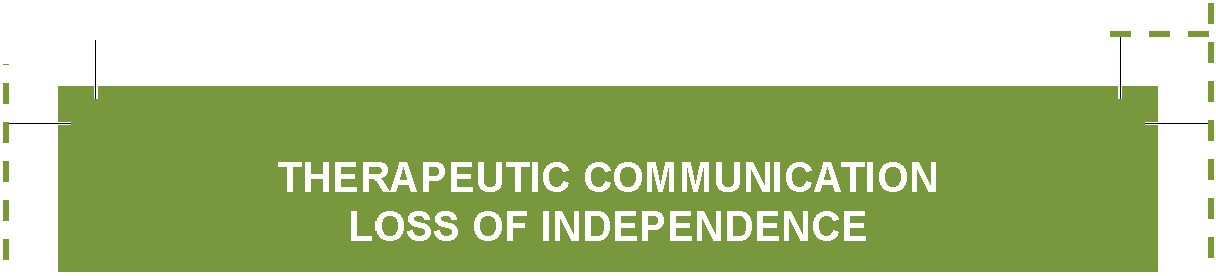 THERAPEUTIC COMMUNICATION
LOSS OF INDEPENDENCE